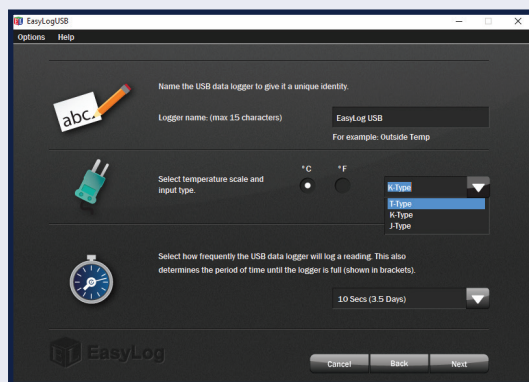 EasyLogUSB
Options Help
Name the USB data logger to give it a unique identity.
abc
Logger name: (max 15 characters)
EasyLog USB
For example: Outside Temp
°C °F
Select temperature scale and
input type.
K-Type
T-Type
K-Type
J-Type
Select how frequently the USB data logger will log a reading. This also
determines the period of time until the logger is full (shown in brackets).
10 Secs (3.5 Days)
EasyLog
Cancel Back Next